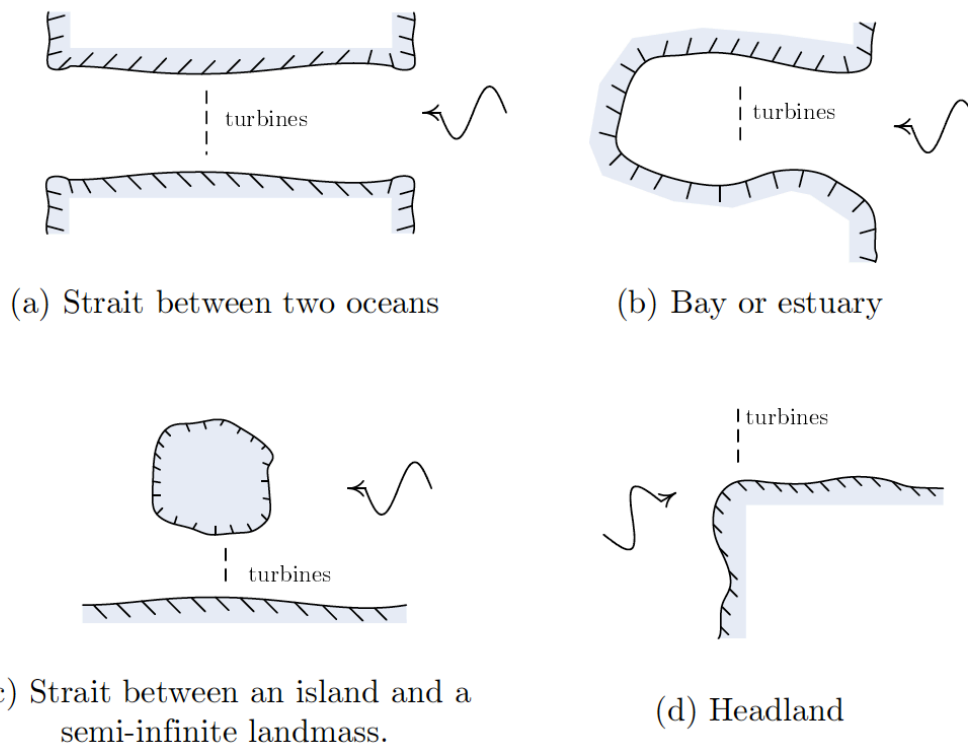 turbines
turbines
(a) Strait between two oceans
(b) Bay or estuary
turbines
turbines
) Strait between an island and a
semi-infinite landmass.
(d) Headland